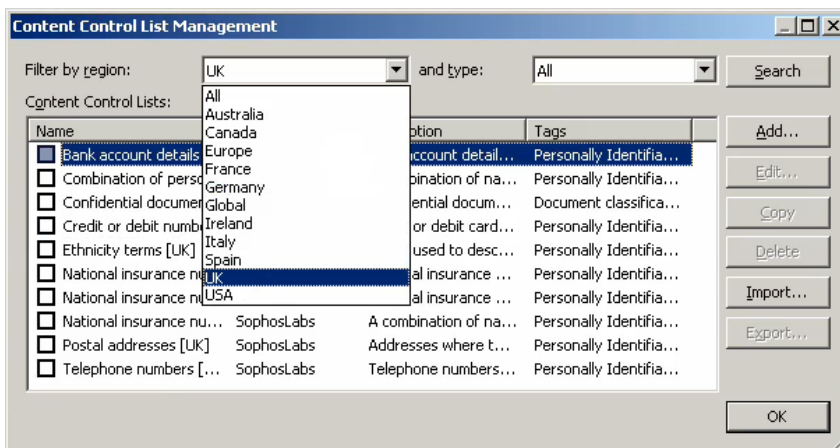 Content Control List Management
Filter by region: UK and type: All Search
Content Control Lists:
All
Australia
Canada
Europe
France
Germany
Global
Ireland
Italy
Spain
UK
USA
Name ption Tags Add...
Bank account details account detail... Personally Identifia...
Combination of perso bination of na... Personally Identifia... Edit...
Confidential documen ential docum... Document classifica...
Credit or debit numb or debit card... Personally Identifia... Copy
Ethnicity terms [UK] used to desc... Personally Identifia... Delete
National insurance nu al insurance ... Personally Identifia...
National insurance nu al insurance ... Personally Identifia... Import...
National insurance nu... SophosLabs A combination of na... Personally Identifia...
Postal addresses [UK] SophosLabs Addresses where t... Personally Identifia... Export...
Telephone numbers [... SophosLabs Telephone numbers... Personally Identifia...
OK